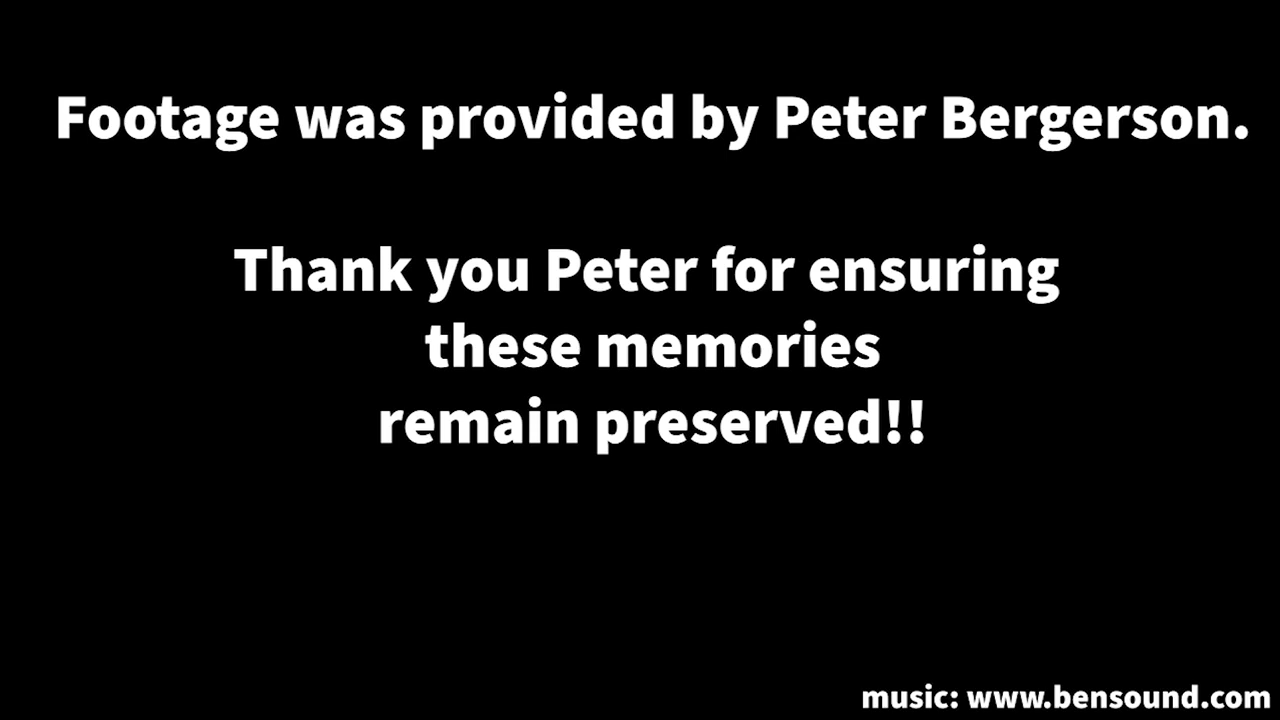 Footage was provided by Peter Bergerson.
Thank you Peter for ensuring
these memories
remain preserved!!
music: www.bensound.com